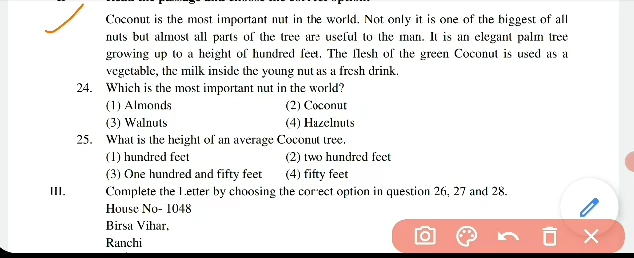 Coconut is the most important nut in the world. Not only it is one of the biggest of all
nuts but almost all parts of the tree are useful to the man. It is an elegant palm tree
growing up to a height of hundred feet. The flesh of the green Coconut is used as a
vegetable, the milk inside the young nut as a fresh drink.
24. Which is the most important nut in the world?
(1) Almonds (2) Coconut
(3) Walnuts (4) Hazelnuts
25. What is the height of an average Coconut tree.
(1) hundred feet (2) two hundred feet
(3) One hundred and fifty feet (4) fifty feet
III. Complete the Letter by choosing the correct option in question 26, 27 and 28.
House No- 1048
Birsa Vihar,
Ranchi